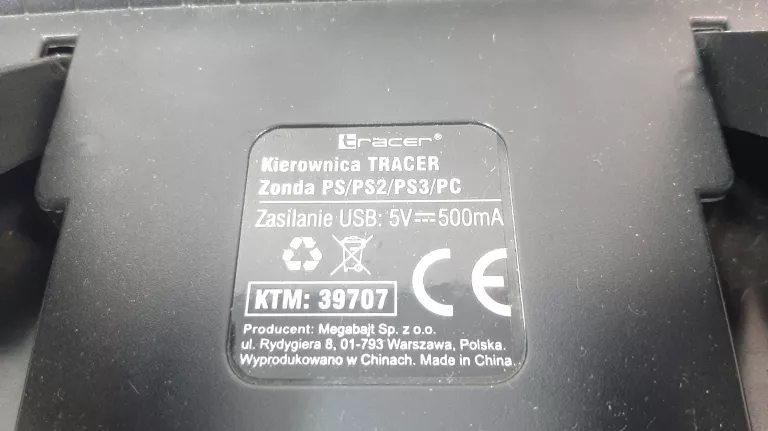 tracer®
Kierownica TRACER
Zonda PS/PS2/PS3/PC
Zasilanie USB: 5V⎓500mA
CE
KTM: 39707
Producent: Megabajt Sp. z o.o.
ul. Rydygiera 8, 01-793 Warszawa, Polska.
Wyprodukowano w Chinach. Made in China.